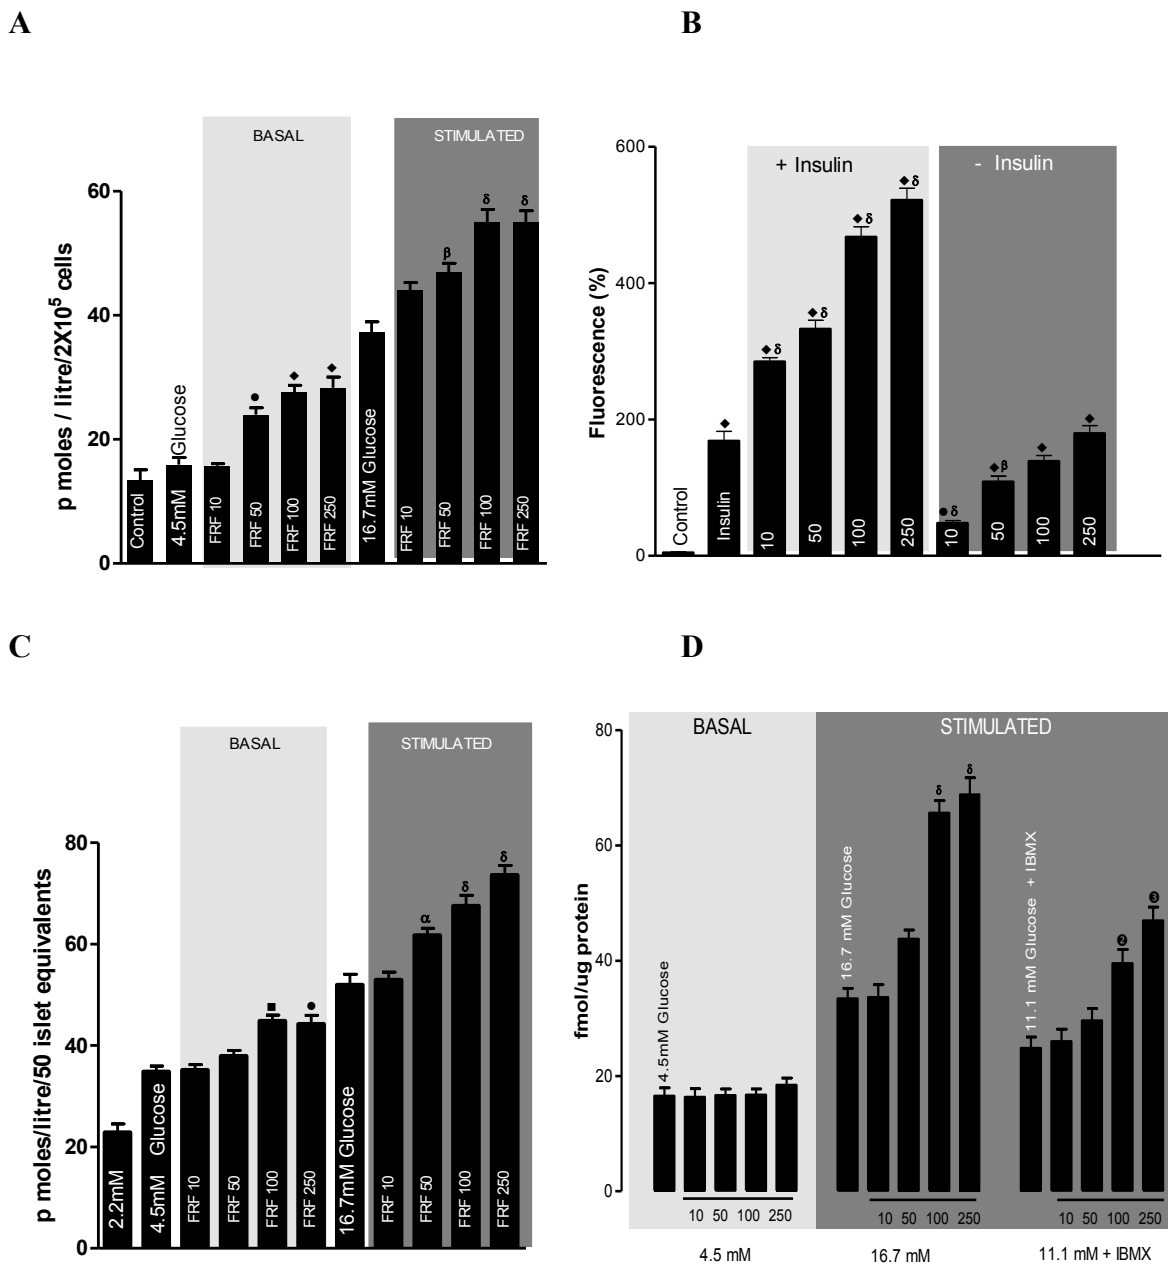 A
B
BASAL
STIMULATED
p moles / litre/2X10⁵ cells
60
40
20
0
δ
δ
β
●
◆
◆
Control
4.5mM Glucose
FRF 10
FRF 50
FRF 100
FRF 250
16.7mM Glucose
FRF 10
FRF 50
FRF 100
FRF 250
+ Insulin
- Insulin
Fluorescence (%)
600
400
200
0
◆
◆ δ
◆ δ
◆ δ
◆ δ
● δ
◆ β
◆
◆
Control
Insulin
10
50
100
250
10
50
100
250
C
D
BASAL
STIMULATED
p moles/litre/50 islet equivalents
80
60
40
20
0
■
●
α
δ
δ
2.2mM
4.5mM Glucose
FRF 10
FRF 50
FRF 100
FRF 250
16.7mM Glucose
FRF 10
FRF 50
FRF 100
FRF 250
BASAL
STIMULATED
fmol/ug protein
80
60
40
20
0
4.5mM Glucose
16.7 mM Glucose
11.1 mM Glucose + IBMX
δ
δ
❷
❸
10 50 100 250
10 50 100 250
10 50 100 250
4.5 mM
16.7 mM
11.1 mM + IBMX